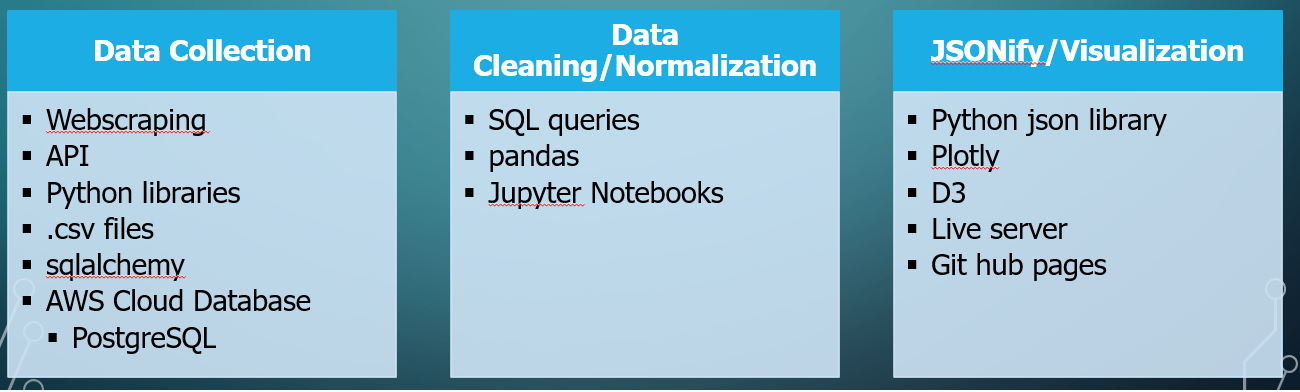 Data Collection
Webscraping
API
Python libraries
.csv files
sqlalchemy
AWS Cloud Database
PostgreSQL
Data
Cleaning/Normalization
SQL queries
pandas
Jupyter Notebooks
JSONify/Visualization
Python json library
Plotly
D3
Live server
Git hub pages